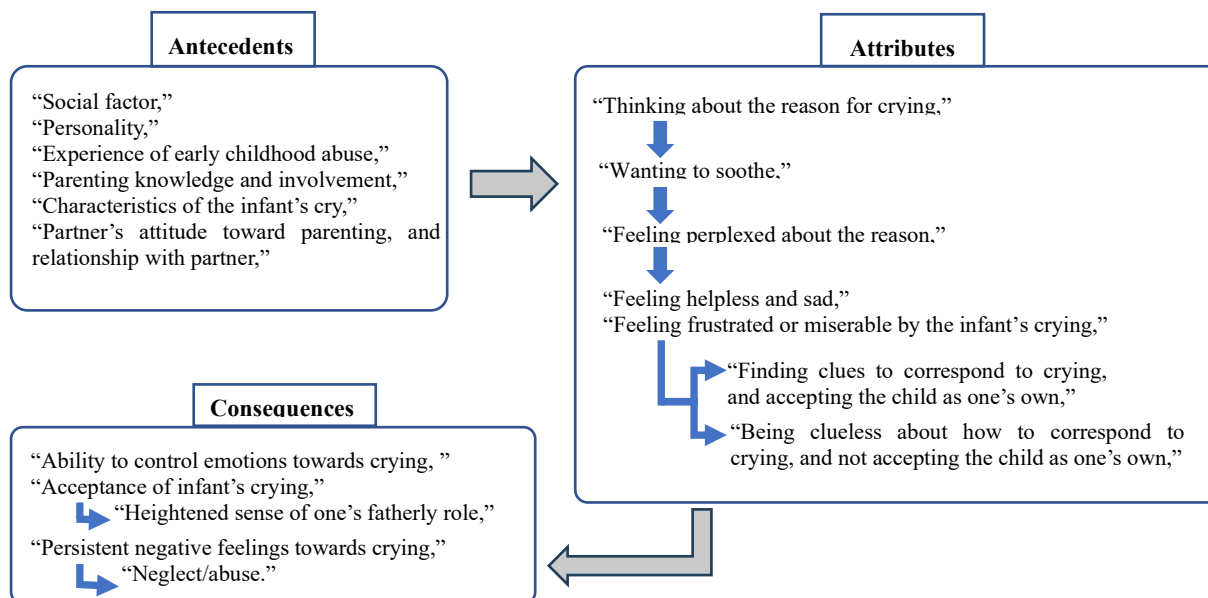 Antecedents
“Social factor,”
“Personality,”
“Experience of early childhood abuse,”
“Parenting knowledge and involvement,”
“Characteristics of the infant’s cry,”
“Partner’s attitude toward parenting, and
relationship with partner,”
Attributes
“Thinking about the reason for crying,”
“Wanting to soothe,”
“Feeling perplexed about the reason,”
“Feeling helpless and sad,”
“Feeling frustrated or miserable by the infant’s crying,”
“Finding clues to correspond to crying,
and accepting the child as one’s own,”
“Being clueless about how to correspond to
crying, and not accepting the child as one’s own,”
Consequences
“Ability to control emotions towards crying, ”
“Acceptance of infant’s crying,”
“Heightened sense of one’s fatherly role,”
“Persistent negative feelings towards crying,”
“Neglect/abuse.”